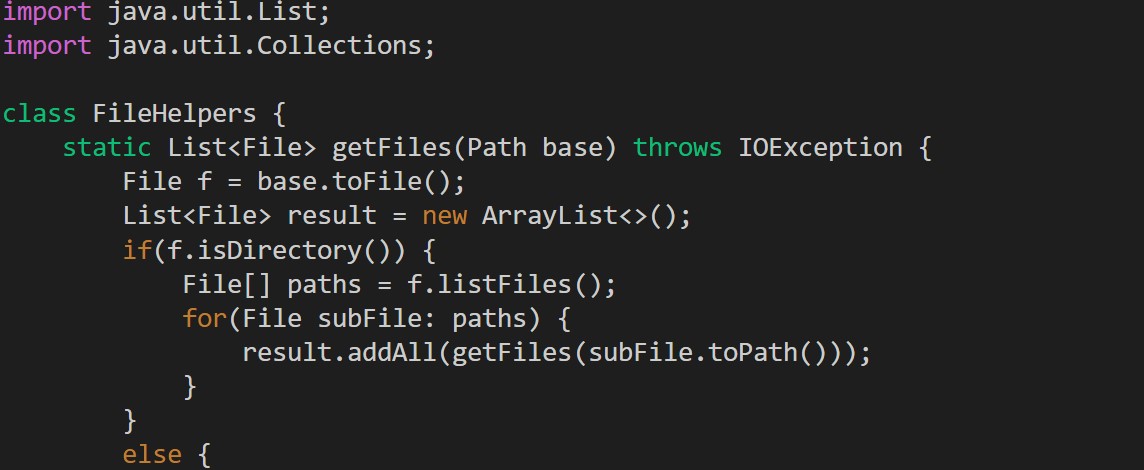 import java.util.List;
import java.util.Collections;

class FileHelpers {
    static List<File> getFiles(Path base) throws IOException {
        File f = base.toFile();
        List<File> result = new ArrayList<>();
        if(f.isDirectory()) {
            File[] paths = f.listFiles();
            for(File subFile: paths) {
                result.addAll(getFiles(subFile.toPath()));
            }
        }
        else {